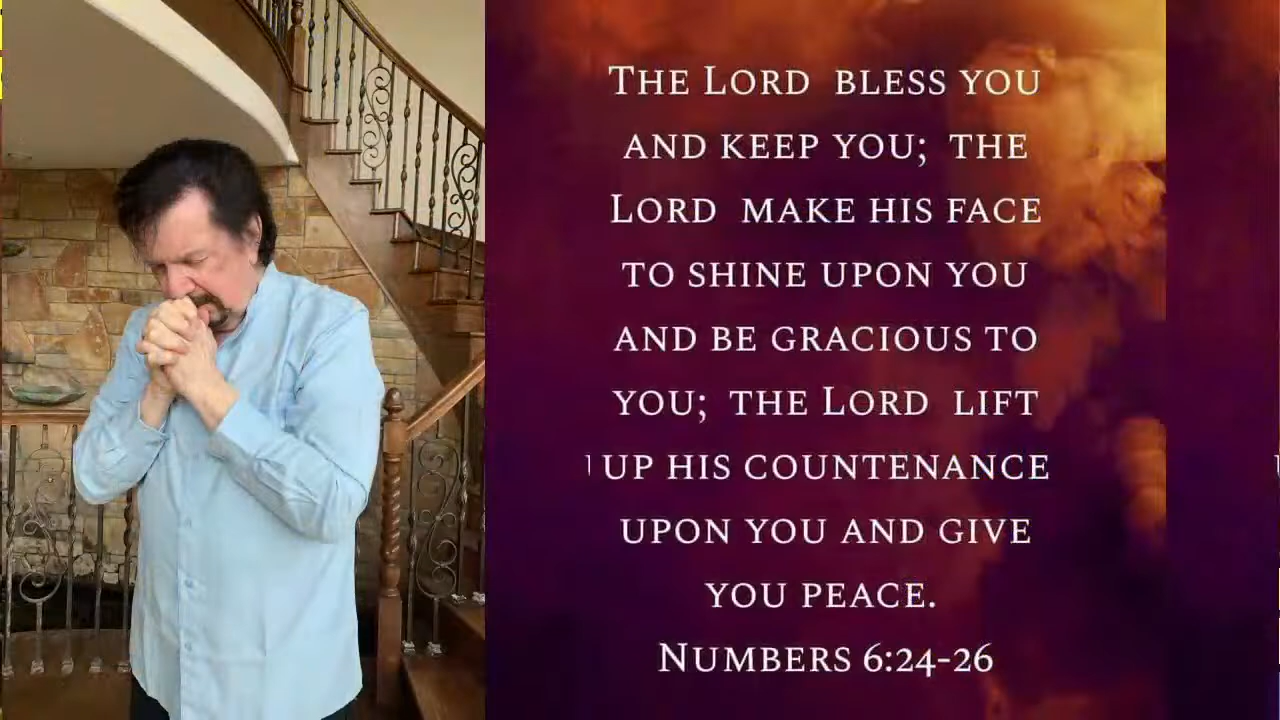 The Lord bless you
and keep you; the
Lord make His face
to shine upon you
and be gracious to
you; the Lord lift
up His countenance
upon you and give
you peace.
Numbers 6:24-26